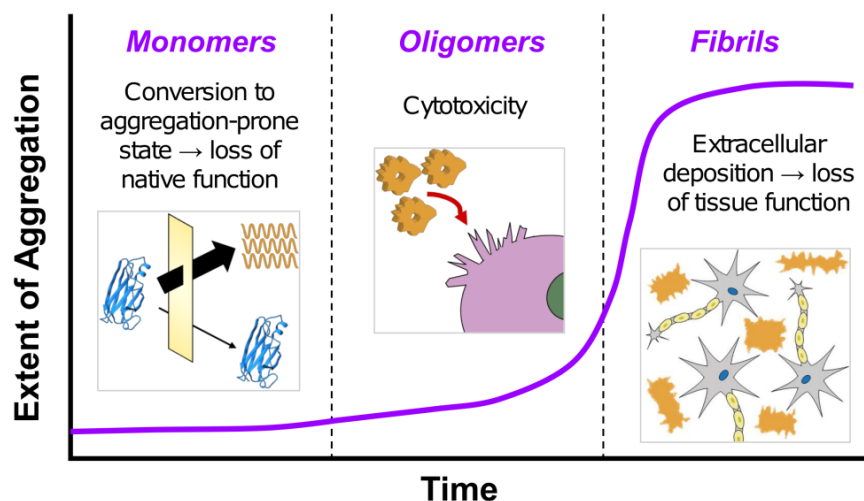 Monomers
Conversion to
aggregation-prone
state → loss of
native function
Oligomers
Cytotoxicity
Fibrils
Extracellular
deposition → loss
of tissue function
Extent of Aggregation
Time